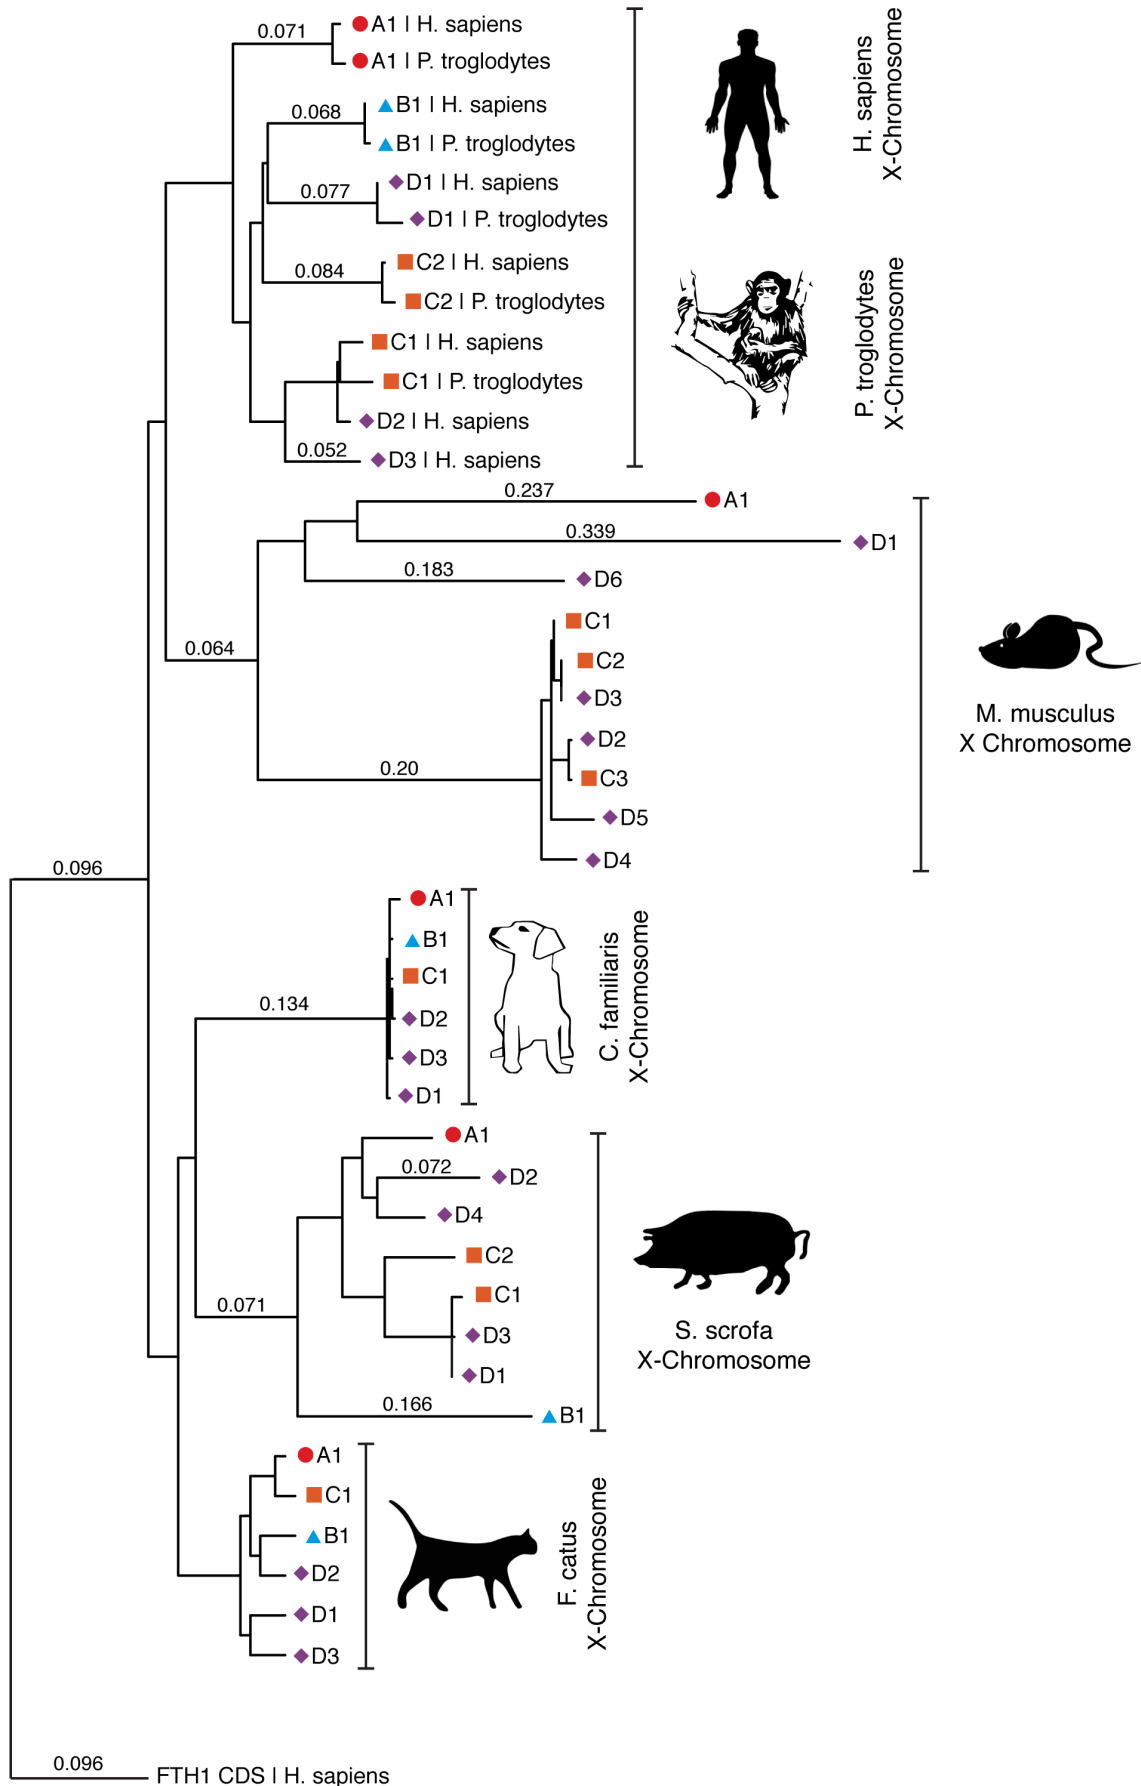 0.071
A1 | H. sapiens
A1 | P. troglodytes
0.068
B1 | H. sapiens
B1 | P. troglodytes
0.077
D1 | H. sapiens
D1 | P. troglodytes
0.084
C2 | H. sapiens
C2 | P. troglodytes
C1 | H. sapiens
C1 | P. troglodytes
D2 | H. sapiens
0.052
D3 | H. sapiens
H. sapiens
X-Chromosome
P. troglodytes
X-Chromosome
0.237
A1
0.339
D1
0.183
D6
C1
C2
0.064
D3
D2
0.20
C3
D5
D4
M. musculus
X Chromosome
0.096
A1
B1
C1
0.134
D2
D3
D1
C. familiaris
X-Chromosome
A1
0.072
D2
D4
C2
C1
0.071
D3
D1
0.166
B1
S. scrofa
X-Chromosome
A1
C1
B1
D2
D1
D3
F. catus
X-Chromosome
0.096
FTH1 CDS | H. sapiens